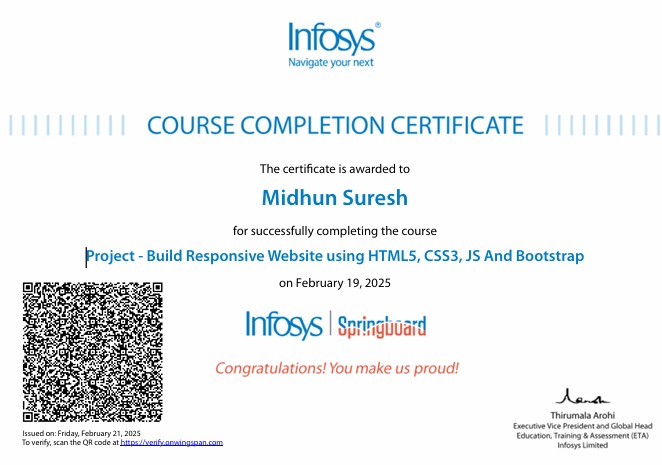 Infosys®
Navigate your next
COURSE COMPLETION CERTIFICATE
The certificate is awarded to
Midhun Suresh
for successfully completing the course
Project - Build Responsive Website using HTML5, CSS3, JS And Bootstrap
on February 19, 2025
Infosys | Springboard
Congratulations! You make us proud!
Thirumala Arohi
Executive Vice President and Global Head
Education, Training & Assessment (ETA)
Infosys Limited
Issued on: Friday, February 21, 2025
To verify, scan the QR code at https://verify.onwingspan.com